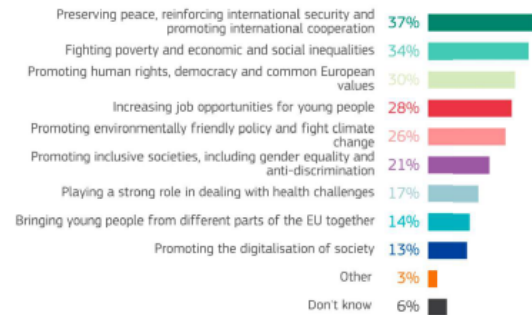 Preserving peace, reinforcing international security and
promoting international cooperation 37%
Fighting poverty and economic and social inequalities 34%
Promoting human rights, democracy and common European
values 30%
Increasing job opportunities for young people 28%
Promoting environmentally friendly policy and fight climate
change 26%
Promoting inclusive societies, including gender equality and
anti-discrimination 21%
Playing a strong role in dealing with health challenges 17%
Bringing young people from different parts of the EU together 14%
Promoting the digitalisation of society 13%
Other 3%
Don't know 6%